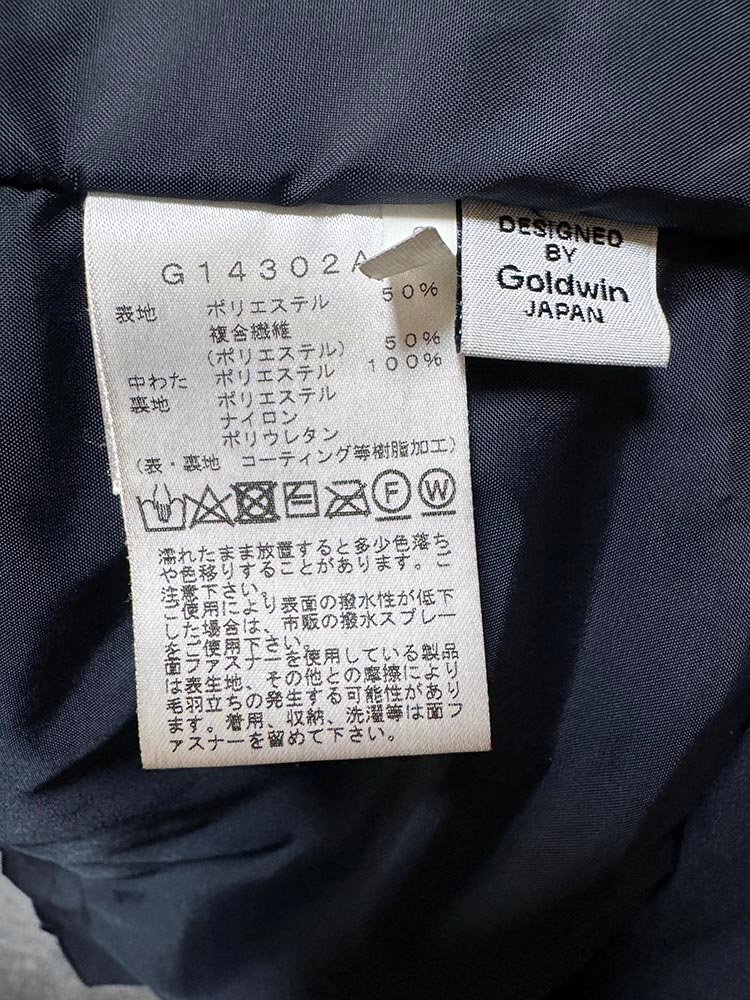 G14302A
表地 ポリエステル 50%
複合繊維
(ポリエステル) 50%
中わた ポリエステル 100%
裏地 ポリエステル
ナイロン
ポリウレタン
(表・裏地 コーティング等樹脂加工)
F W
濡れたまま放置すると多少色落ち
や色移りすることがあります。ご
注意下さい。
ご使用により表面の撥水性が低下
した場合は、市販の撥水スプレー
をご使用下さい。
面ファスナーを使用している製品
は表生地、その他との摩擦により
毛羽立ちの発生する可能性があり
ます。着用、収納、洗濯等は面フ
ァスナーを留めて下さい。
DESIGNED
BY
Goldwin
JAPAN